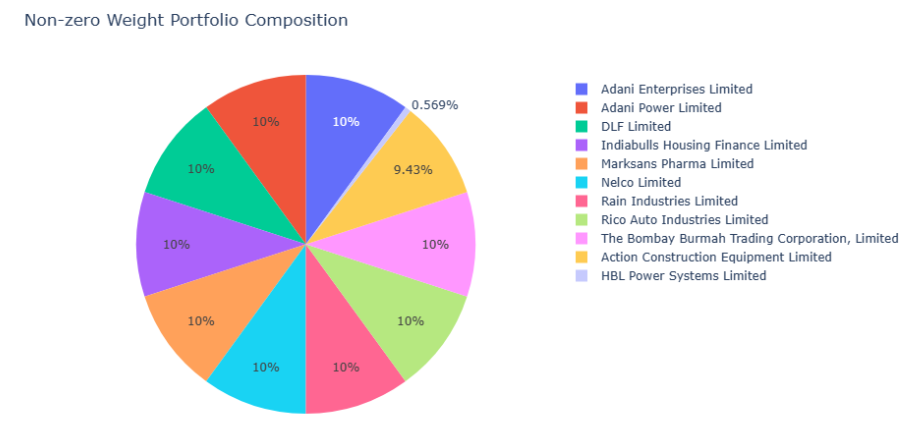 Non-zero Weight Portfolio Composition
0.569%
10%
10%
9.43%
10%
10%
10%
10%
10%
10%
10%
10%
Adani Enterprises Limited
Adani Power Limited
DLF Limited
Indiabulls Housing Finance Limited
Marksans Pharma Limited
Nelco Limited
Rain Industries Limited
Rico Auto Industries Limited
The Bombay Burmah Trading Corporation, Limited
Action Construction Equipment Limited
HBL Power Systems Limited